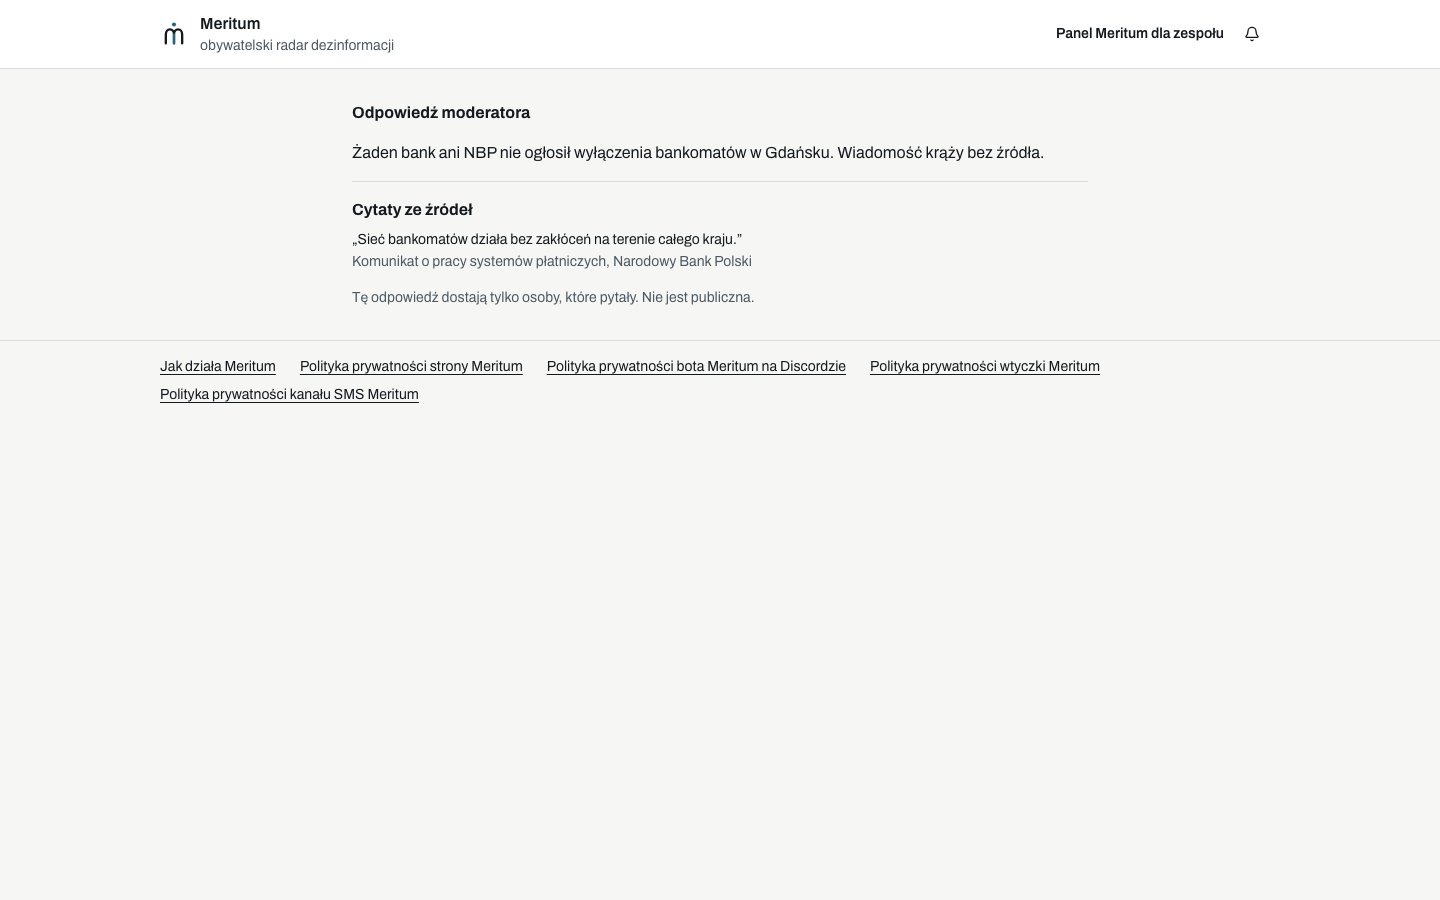 Meritum
obywatelski radar dezinformacji
Panel Meritum dla zespołu
Odpowiedź moderatora
Żaden bank ani NBP nie ogłosił wyłączenia bankomatów w Gdańsku. Wiadomość krąży bez źródła.
Cytaty ze źródeł
„Sieć bankomatów działa bez zakłóceń na terenie całego kraju.”
Komunikat o pracy systemów płatniczych, Narodowy Bank Polski
Tę odpowiedź dostają tylko osoby, które pytały. Nie jest publiczna.
Jak działa Meritum Polityka prywatności strony Meritum Polityka prywatności bota Meritum na Discordzie Polityka prywatności wtyczki Meritum
Polityka prywatności kanału SMS Meritum